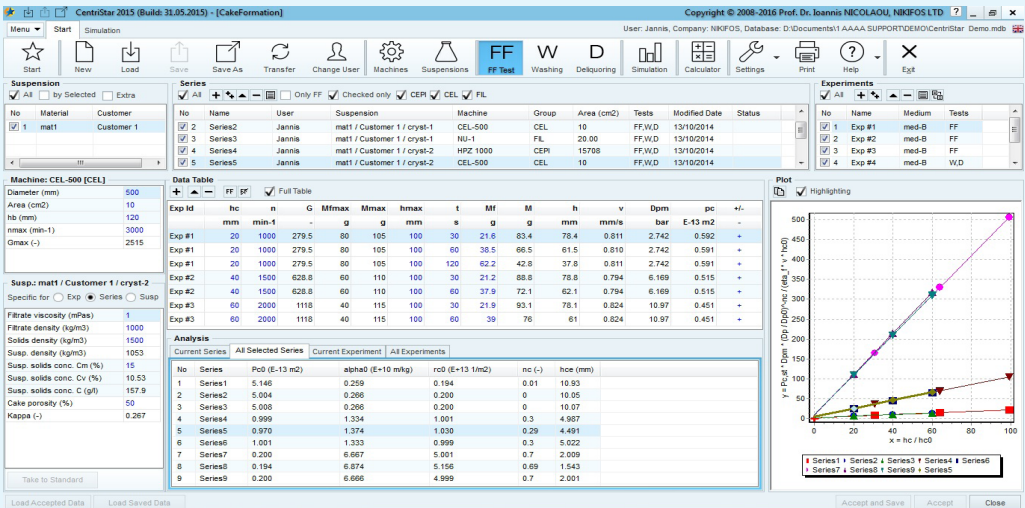 CentriStar 2015 (Build: 31.05.2015) - [CakeFormation] Copyright © 2008-2016 Prof. Dr. Ioannis NICOLAOU, NIKIFOS LTD ?
Menu Start Simulation User: Jannis, Company: NIKIFOS, Database: D:\Documents\1 AAAA SUPPORT\DEMO\CentriStar Demo.mdb
FF W D
Start New Load Save Save As Transfer Change User Machines Suspensions FF Test Washing Deliquoring Simulation Calculator Settings Print Help Exit
Suspension
All by Selected Extra
No Material Customer
1 mat1 Customer 1
Series
All Only FF Checked only CEPI CEL FIL
No Name User Suspension Machine Group Area (cm2) Tests Modified Date Status
2 Series2 Jannis mat1 / Customer 1 / cryst-1 CEL-500 CEL 10 FF,W,D 13/10/2014
3 Series3 Jannis mat1 / Customer 1 / cryst-1 NU-1 FIL 20.00 FF,W,D 13/10/2014
4 Series4 Jannis mat1 / Customer 1 / cryst-2 HPZ 1000 CEPI 15708 FF,W,D 13/10/2014
5 Series5 Jannis mat1 / Customer 1 / cryst-2 CEL-500 CEL 10 FF,W,D 13/10/2014
Experiments
All
No Name Medium Tests
1 Exp #1 med-B FF
2 Exp #2 med-B FF
3 Exp #3 med-B FF
4 Exp #4 med-B W,D
Machine: CEL-500 [CEL]
Diameter (mm) 500
Area (cm2) 10
hb (mm) 120
nmax (min-1) 3000
Gmax (-) 2515
Susp.: mat1 / Customer 1 / cryst-2
Specific for Exp Series Susp
Filtrate viscosity (mPas) 1
Filtrate density (kg/m3) 1000
Solids density (kg/m3) 1500
Susp. density (kg/m3) 1053
Susp. solids conc. Cm (%) 15
Susp. solids conc. Cv (%) 10.53
Susp. solids conc. C (g/l) 157.9
Cake porosity (%) 50
Kappa (-) 0.267
Take to Standard
Data Table
FF Full Table
Exp Id hc n G Mfmax Mmax hmax t Mf M h v Dpm pc +/-
mm min-1 - g g mm s g g mm mm/s bar E-13 m2 -
Exp #1 20 1000 279.5 80 105 100 30 21.6 83.4 78.4 0.811 2.742 0.592 +
Exp #1 20 1000 279.5 80 105 100 60 38.5 66.5 61.5 0.810 2.742 0.591 +
Exp #1 20 1000 279.5 80 105 100 120 62.2 42.8 37.8 0.811 2.742 0.591 +
Exp #2 40 1500 628.8 60 110 100 30 21.2 88.8 78.8 0.794 6.169 0.515 +
Exp #2 40 1500 628.8 60 110 100 60 37.9 72.1 62.1 0.794 6.169 0.515 +
Exp #3 60 2000 1118 40 115 100 30 21.9 93.1 78.1 0.824 10.97 0.451 +
Exp #3 60 2000 1118 40 115 100 60 39 76 61 0.824 10.97 0.451 +
Analysis
Current Series All Selected Series Current Experiment All Experiments
No Series Pc0 (E-13 m2) alpha0 (E+10 m/kg) rc0 (E+13 1/m2) nc (-) hce (mm)
1 Series1 5.146 0.259 0.194 0.01 10.93
2 Series2 5.004 0.266 0.200 0 10.05
3 Series3 5.008 0.266 0.200 0 10.07
4 Series4 0.999 1.334 1.001 0.3 4.987
5 Series5 0.970 1.374 1.030 0.29 4.491
6 Series6 1.001 1.333 0.999 0.3 5.022
7 Series7 0.200 6.667 5.001 0.7 2.009
8 Series8 0.194 6.874 5.156 0.69 1.543
9 Series9 0.200 6.666 4.999 0.7 2.001
Plot
Highlighting
y = Pc_st * Dpm * (Dp / Dp0)^-nc / (eta_f * v * hc0)
500
450
400
350
300
250
200
150
100
50
0
0 20 40 60 80 100
x = hc / hc0
Series1 Series2 Series3 Series4 Series6
Series7 Series8 Series9 Series5
Load Accepted Data Load Saved Data Accept and Save Accept Close